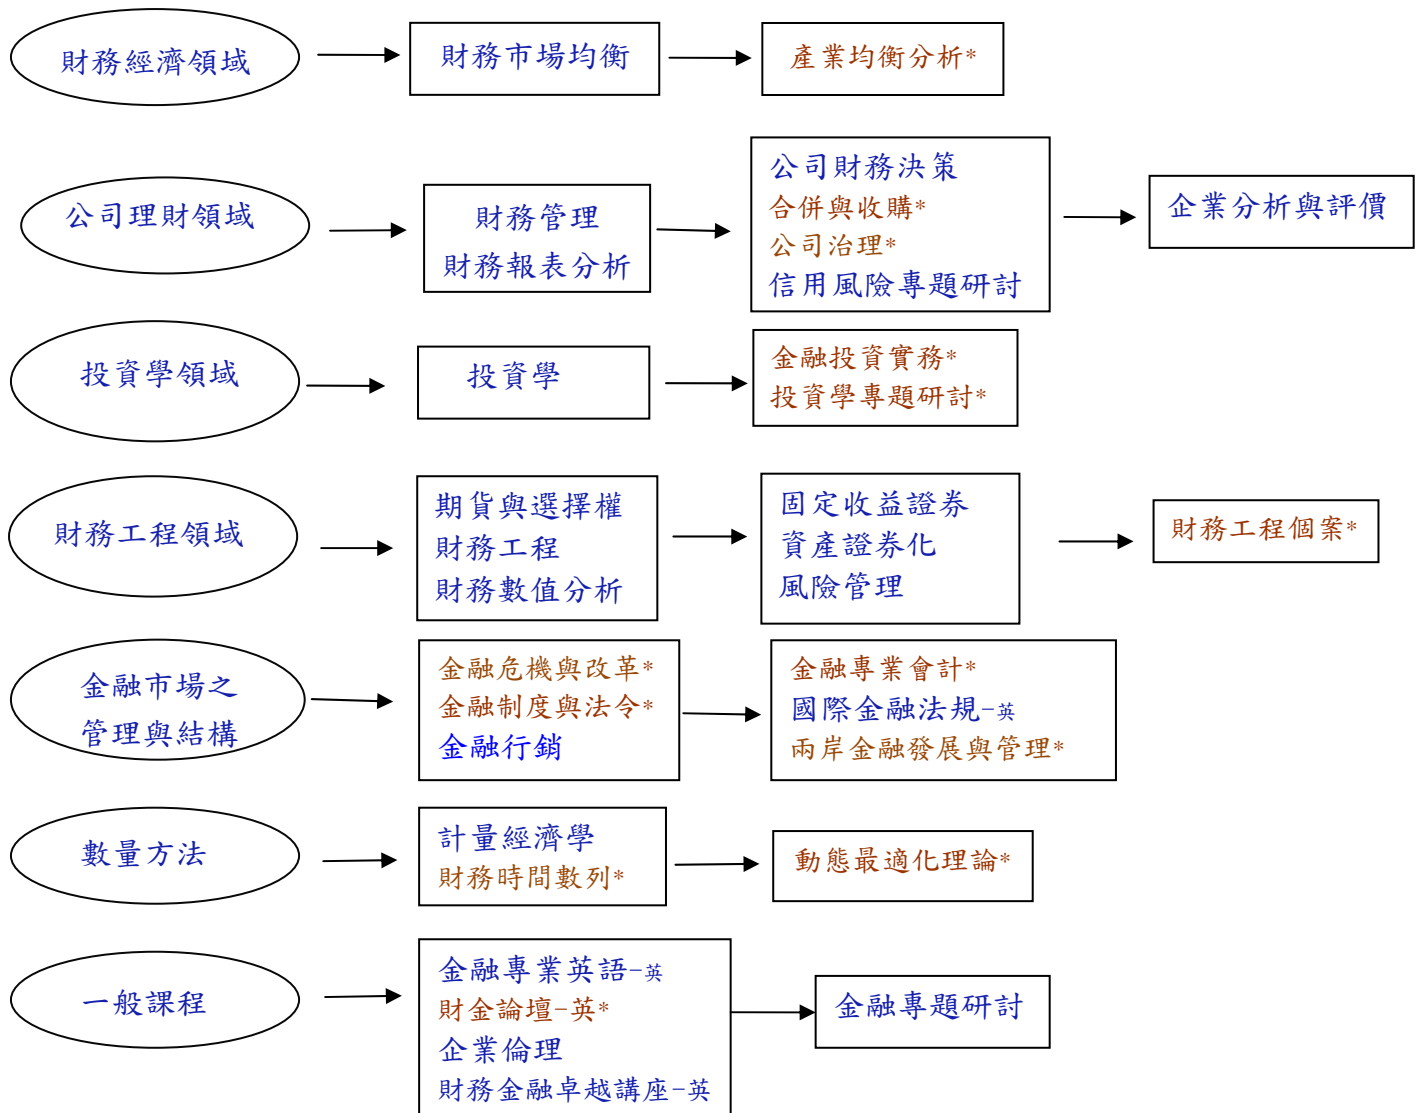 財務經濟領域
財務市場均衡
產業均衡分析*
公司理財領域
財務管理
財務報表分析
公司財務決策
合併與收購*
公司治理*
信用風險專題研討
企業分析與評價
投資學領域
投資學
金融投資實務*
投資學專題研討*
財務工程領域
期貨與選擇權
財務工程
財務數值分析
固定收益證券
資產證券化
風險管理
財務工程個案*
金融市場之
管理與結構
金融危機與改革*
金融制度與法令*
金融行銷
金融專業會計*
國際金融法規-英
兩岸金融發展與管理*
數量方法
計量經濟學
財務時間數列*
動態最適化理論*
一般課程
金融專業英語-英
財金論壇-英*
企業倫理
財務金融卓越講座-英
金融專題研討